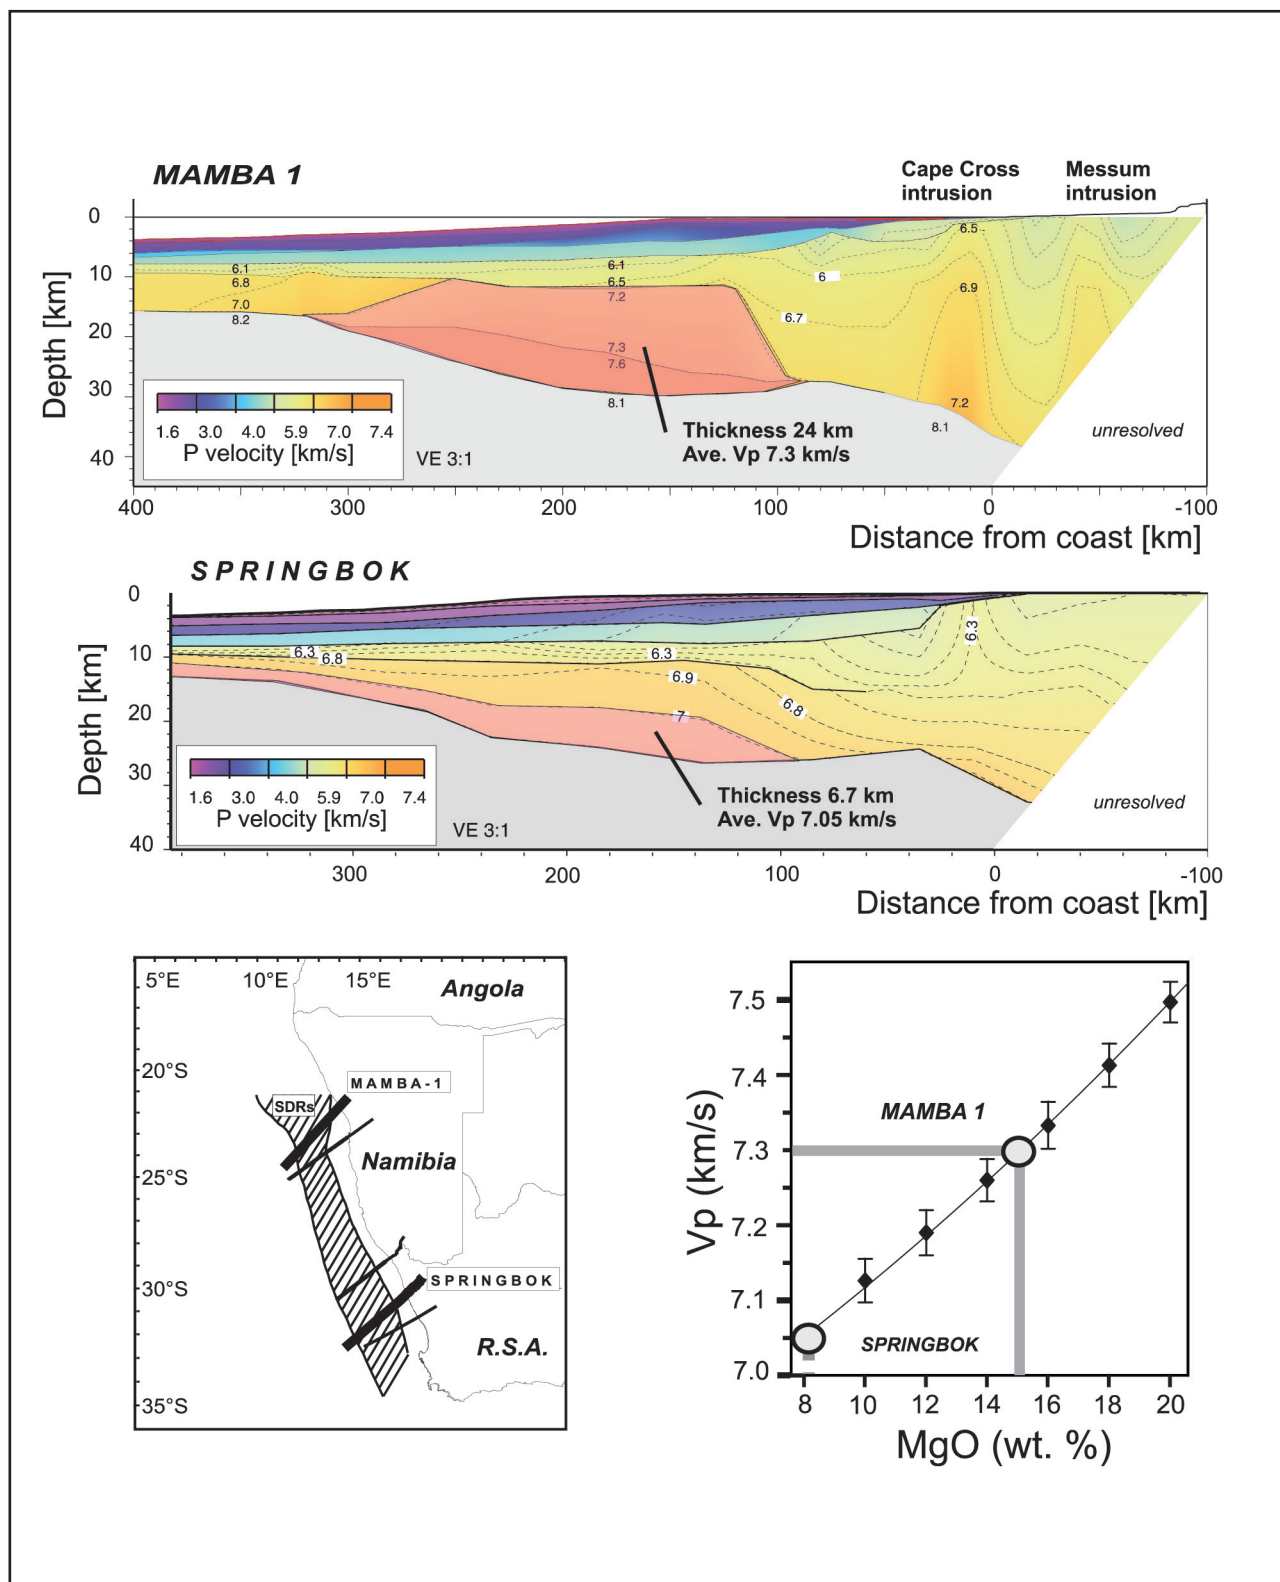 MAMBA 1
Cape Cross
intrusion
Messum
intrusion
Depth [km]
0
10
20
30
40
6.1
6.8
7.0
8.2
6.1
6.5
7.2
7.3
7.6
8.1
6
6.7
6.5
6.9
7.2
8.1
Thickness 24 km
Ave. Vp 7.3 km/s
unresolved
1.6 3.0 4.0 5.9 7.0 7.4
P velocity [km/s]
VE 3:1
400 300 200 100 0 -100
Distance from coast [km]
SPRINGBOK
Depth [km]
0
10
20
30
40
6.3
6.8
6.3
6.9
7
6.8
6.3
Thickness 6.7 km
Ave. Vp 7.05 km/s
unresolved
1.6 3.0 4.0 5.9 7.0 7.4
P velocity [km/s]
VE 3:1
300 200 100 0 -100
Distance from coast [km]
5°E 10°E 15°E
Angola
20°S
MAMBA-1
SDRs
Namibia
25°S
30°S
SPRINGBOK
R.S.A.
35°S
Vp (km/s)
7.5
7.4
MAMBA 1
7.3
7.2
7.1
SPRINGBOK
7.0
8 10 12 14 16 18 20
MgO (wt. %)